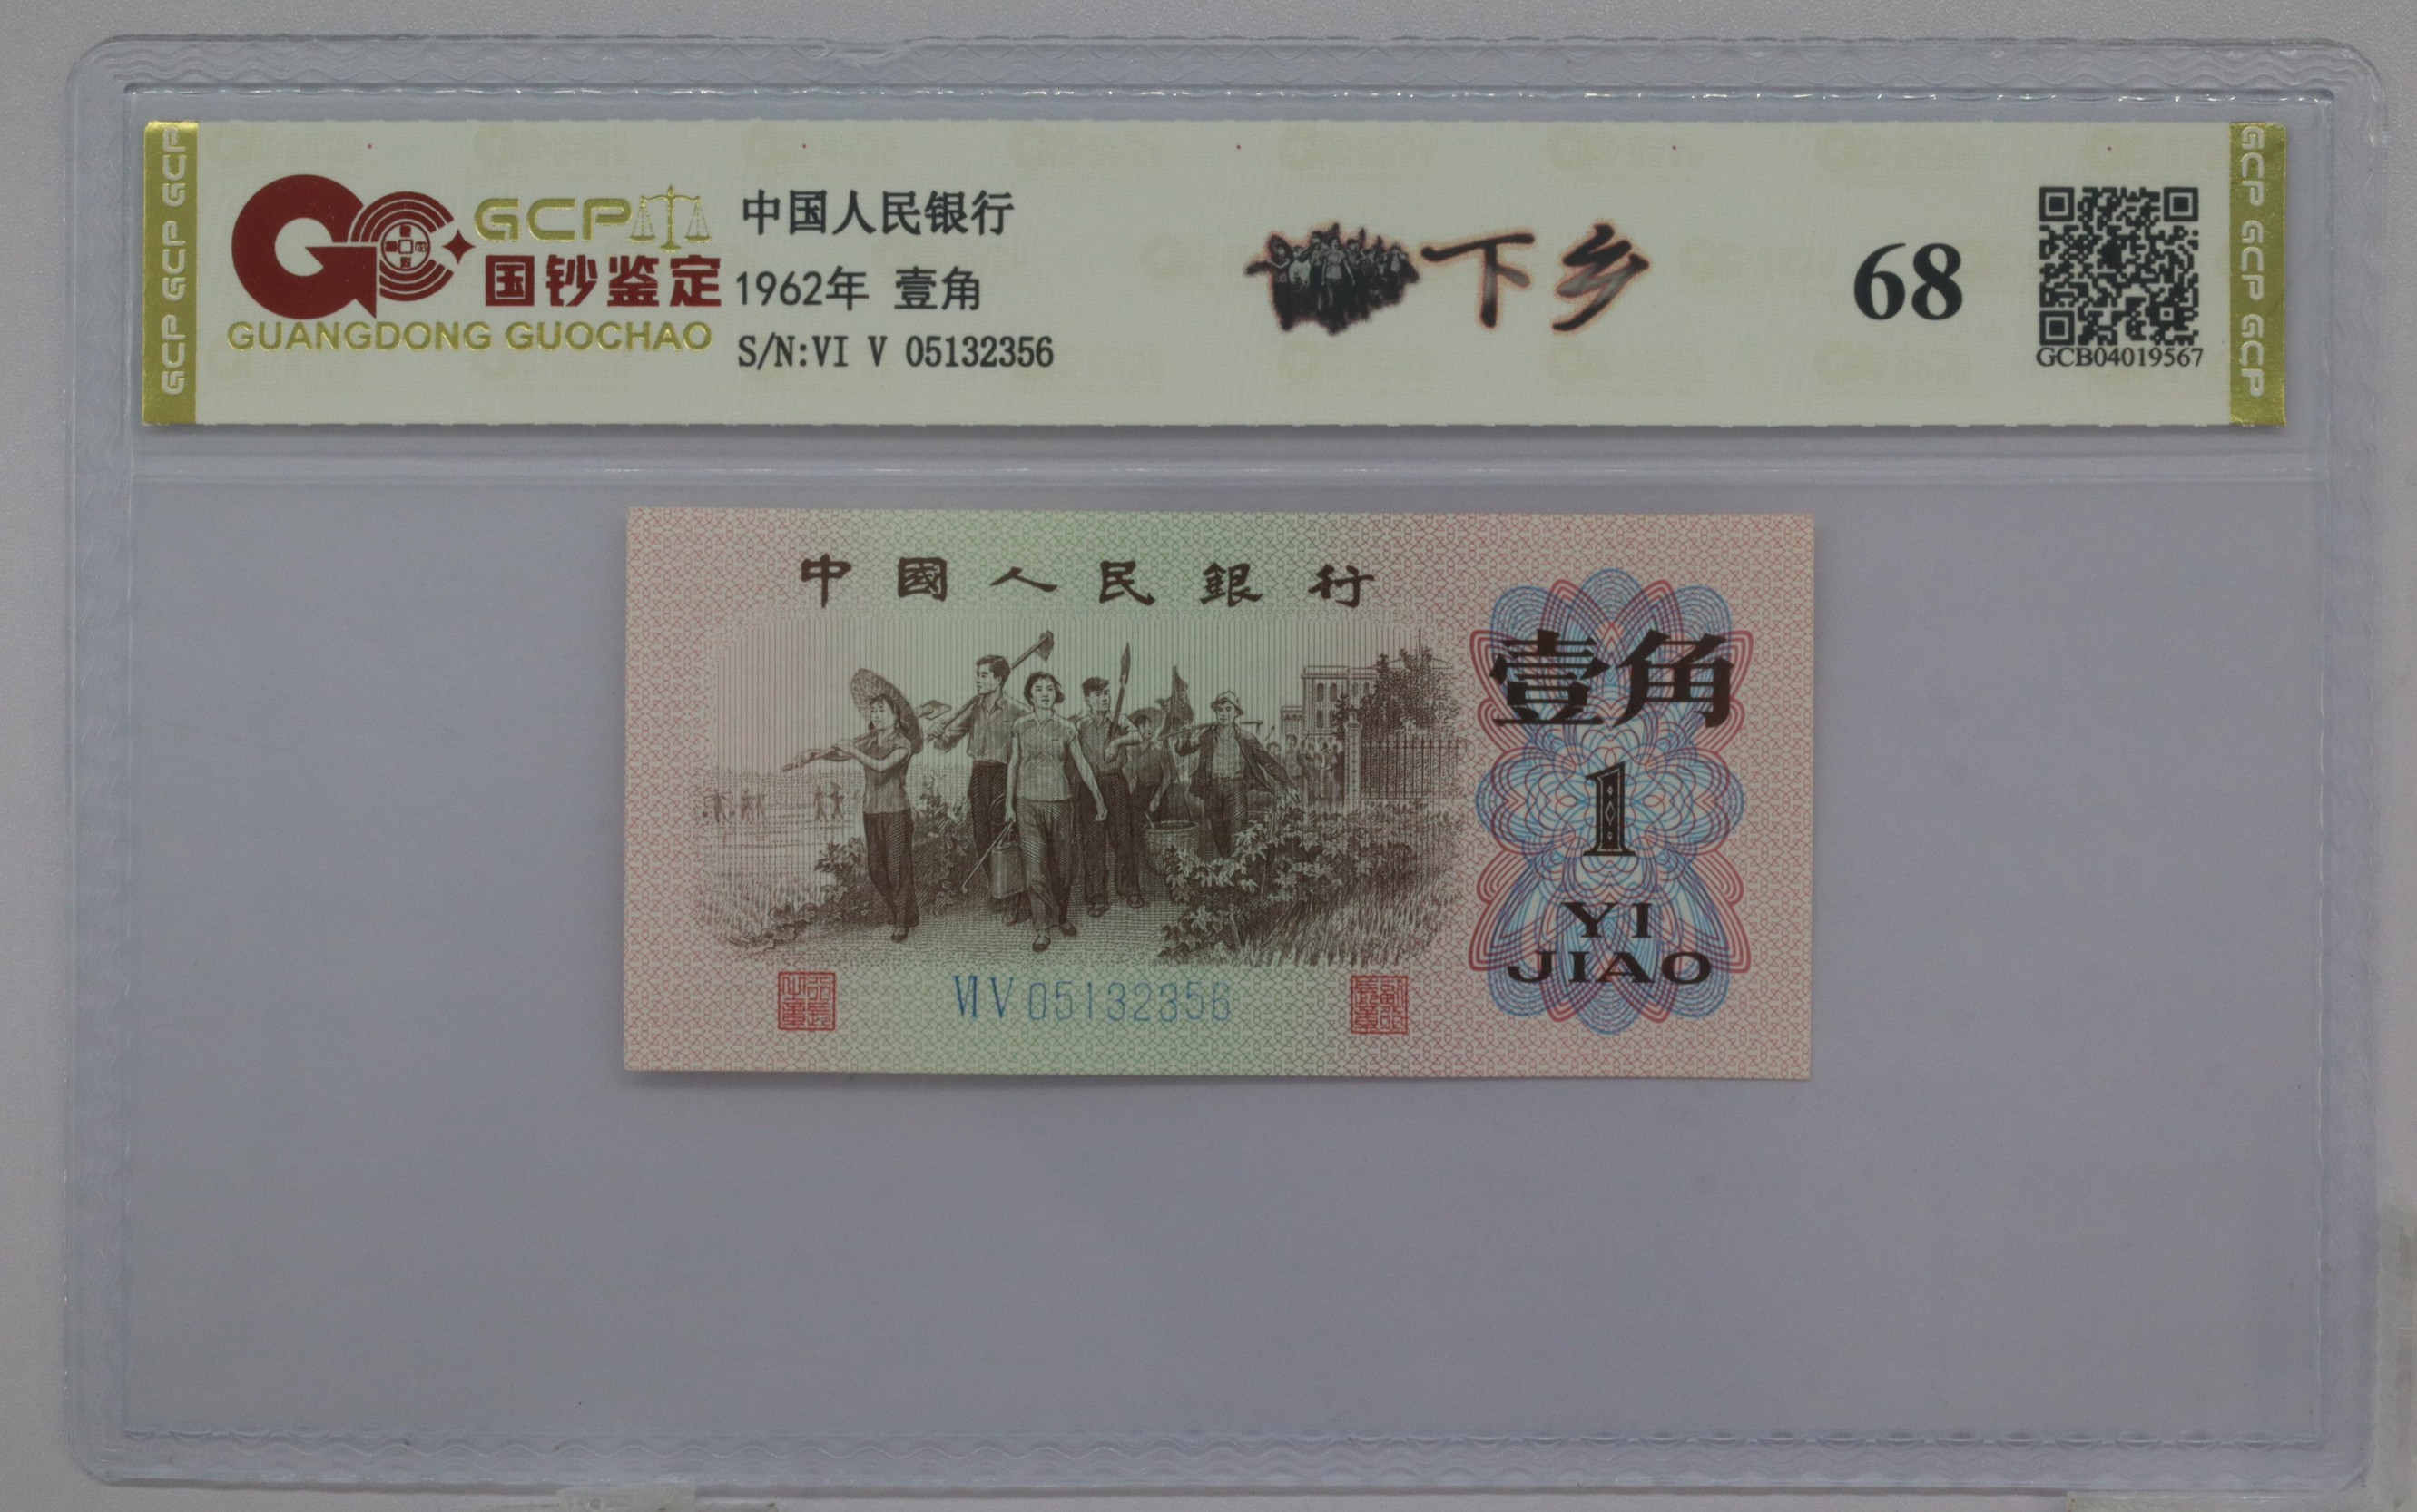 GCP GCP GCP
GCP
国钞鉴定
GUANGDONG GUOCHAO
中国人民银行
1962年 壹角
S/N:VI V 05132356
下乡
68
GCB04019567
GCP GCP GCP
中國人民銀行
壹角
1
YI
JIAO
VI V 05132356